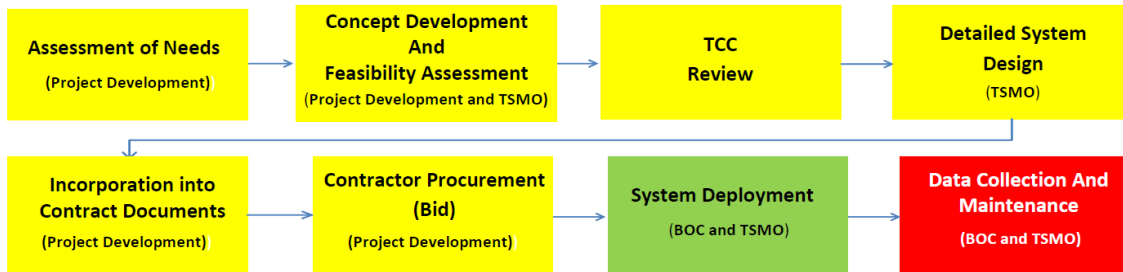 Assessment of Needs
(Project Development)
Concept Development
And
Feasibility Assessment
(Project Development and TSMO)
TCC
Review
Detailed System
Design
(TSMO)
Incorporation into
Contract Documents
(Project Development)
Contractor Procurement
(Bid)
(Project Development)
System Deployment
(BOC and TSMO)
Data Collection And
Maintenance
(BOC and TSMO)